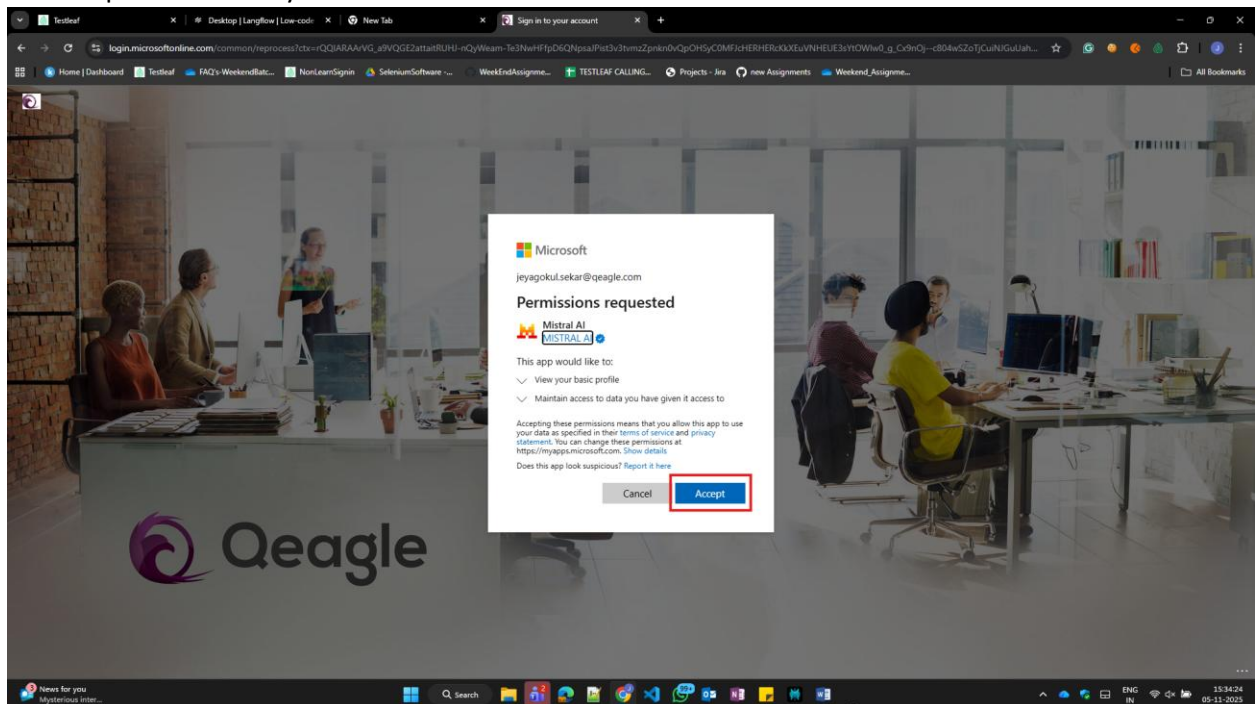 Testleaf
Desktop | Langflow | Low-code
New Tab
Sign in to your account
login.microsoftonline.com
Home | Dashboard
Testleaf
FAQ's-WeekendBatc...
NonLearnSignin
SeleniumSoftware -...
WeekEndAssignme...
TESTLEAF CALLING...
Projects - Jira
new Assignments
Weekend_Assignme...
All Bookmarks
Microsoft
jeyagokul.sekar@qeagle.com
Permissions requested
Mistral AI
MISTRAL AI
This app would like to:
View your basic profile
Maintain access to data you have given it access to
Accepting these permissions means that you allow this app to use
your data as specified in their terms of service and privacy
statement. You can change these permissions at
https://myapps.microsoft.com. Show details
Does this app look suspicious? Report it here
Cancel
Accept
Qeagle
News for you
Mysterious inter...
Search
99+
ENG
IN
15:34:24
05-11-2025